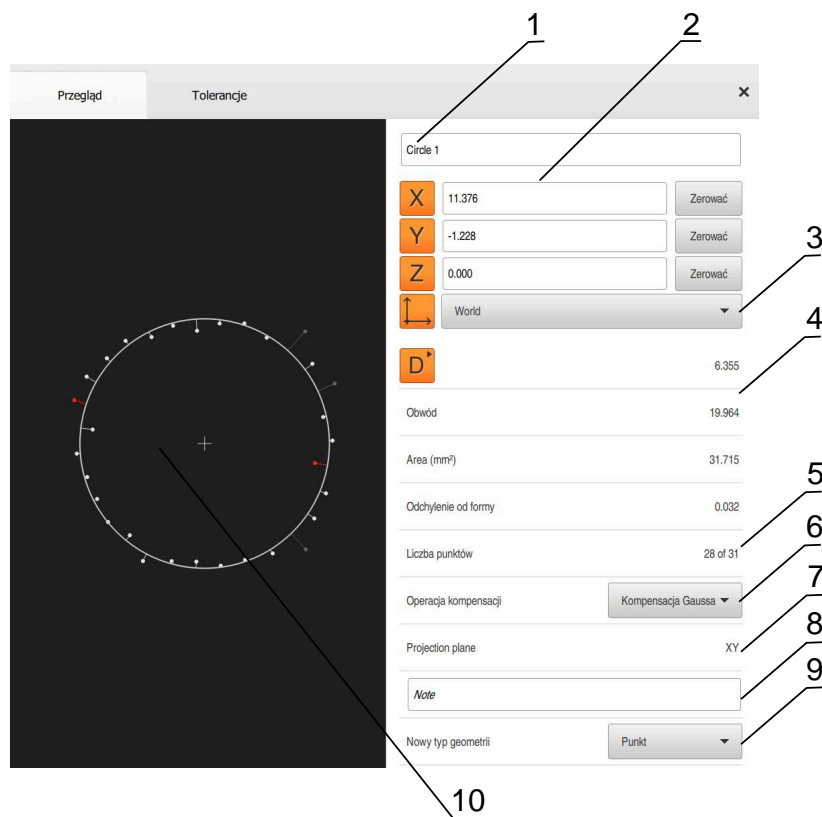 1
2
Przegląd Tolerancje ×
Circle 1
X 11.376 Zerować
Y -1.228 Zerować
3
Z 0.000 Zerować
World
4
D 6.355
Obwód 19.964
Area (mm²) 31.715
5
Odchylenie od formy 0.032
6
Liczba punktów 28 of 31
7
Operacja kompensacji Kompensacja Gaussa
8
Projection plane XY
9
Note
Nowy typ geometrii Punkt
10